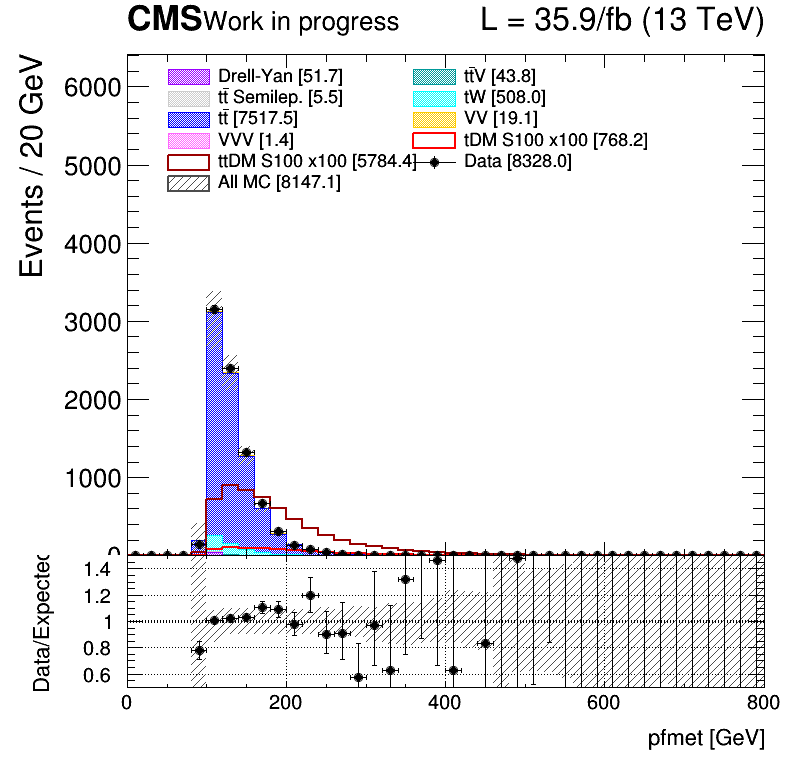 CMS Work in progress L = 35.9/fb (13 TeV)
Events / 20 GeV
6000
5000
4000
3000
2000
1000
0
Drell-Yan [51.7]
tt̄V [43.8]
tt̄ Semilep. [5.5]
tW [508.0]
tt̄ [7517.5]
VV [19.1]
VVV [1.4]
tDM S100 x100 [768.2]
ttDM S100 x100 [5784.4]
Data [8328.0]
All MC [8147.1]
Data/Expected
1.4
1.2
1
0.8
0.6
0 200 400 600 800
pfmet [GeV]